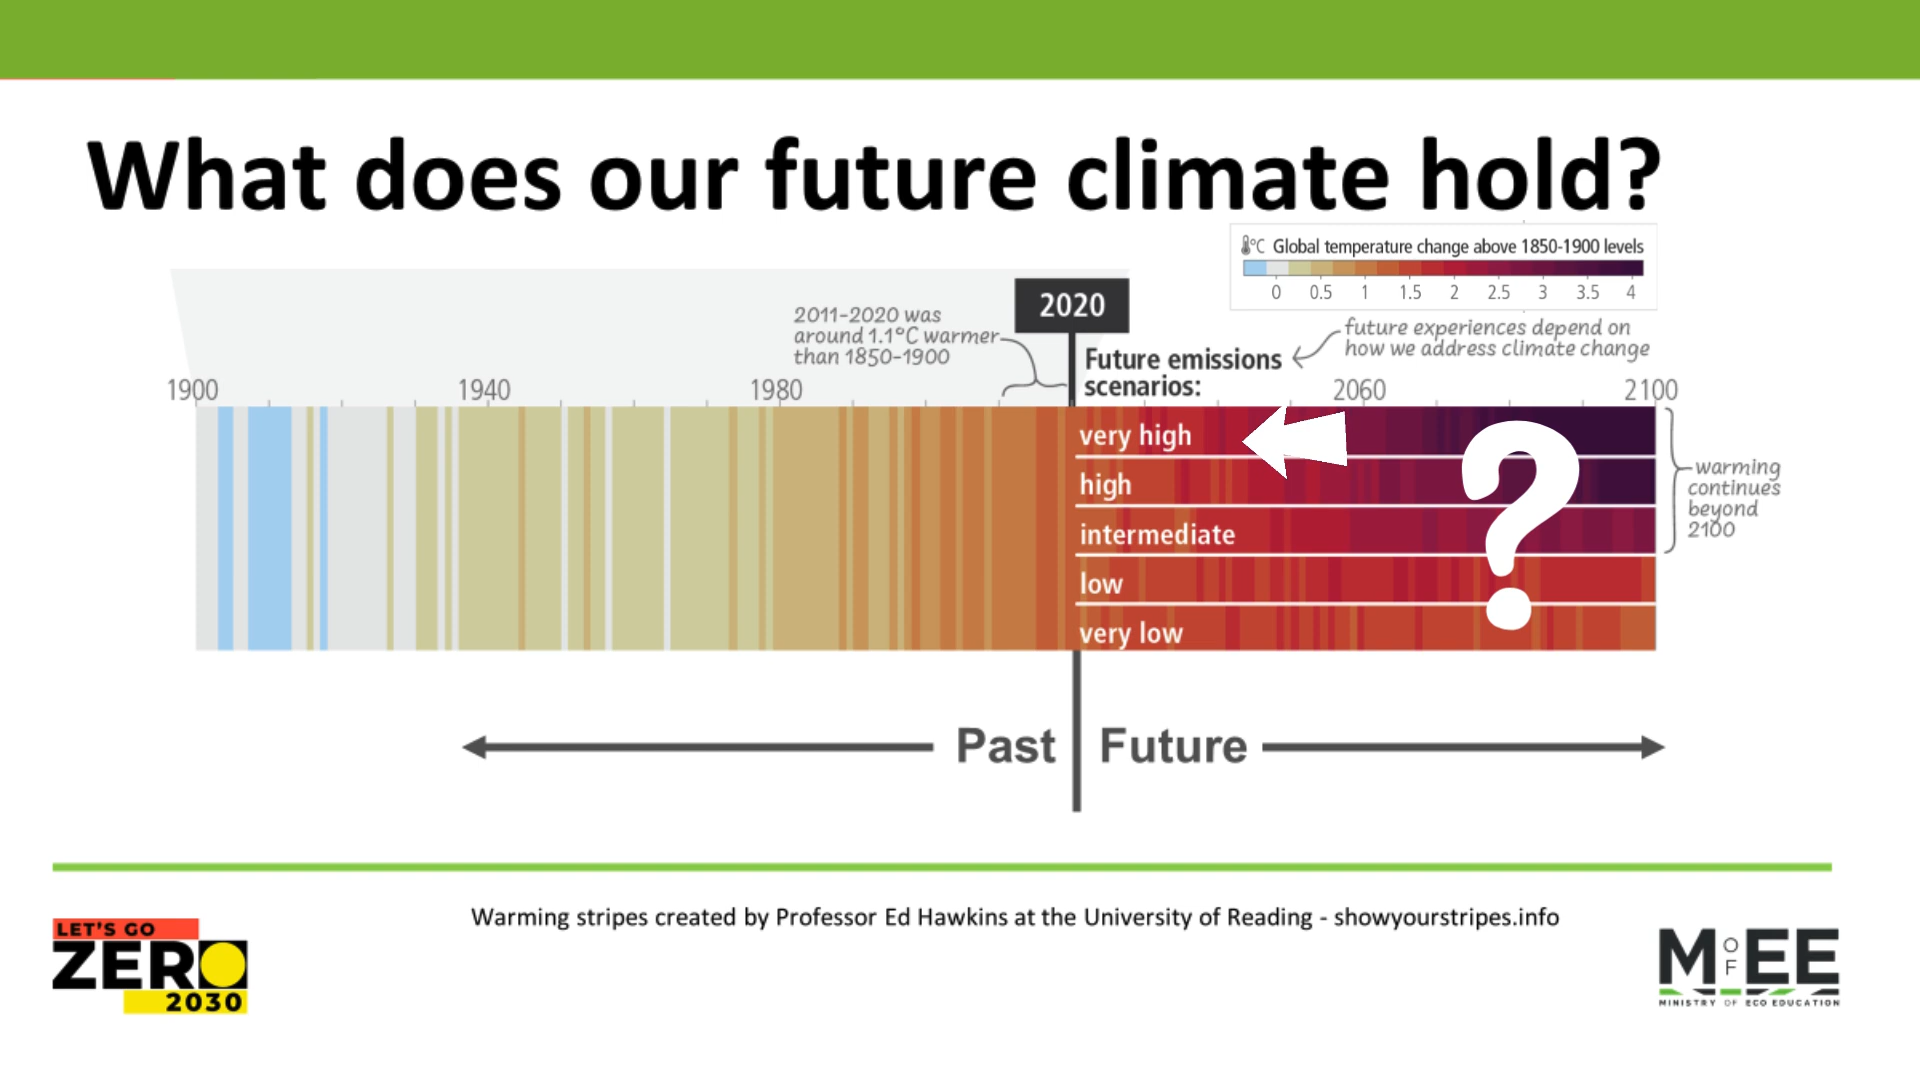 What does our future climate hold?
°C Global temperature change above 1850-1900 levels
0 0.5 1 1.5 2 2.5 3 3.5 4
2020
2011-2020 was
around 1.1°C warmer
than 1850-1900
future experiences depend on
how we address climate change
Future emissions
scenarios:
1900 1940 1980 2060 2100
very high
high
intermediate
low
very low
?
warming
continues
beyond
2100
Past Future
Warming stripes created by Professor Ed Hawkins at the University of Reading - showyourstripes.info
LET'S GO
ZERO
2030
M OF EE
MINISTRY OF ECO EDUCATION